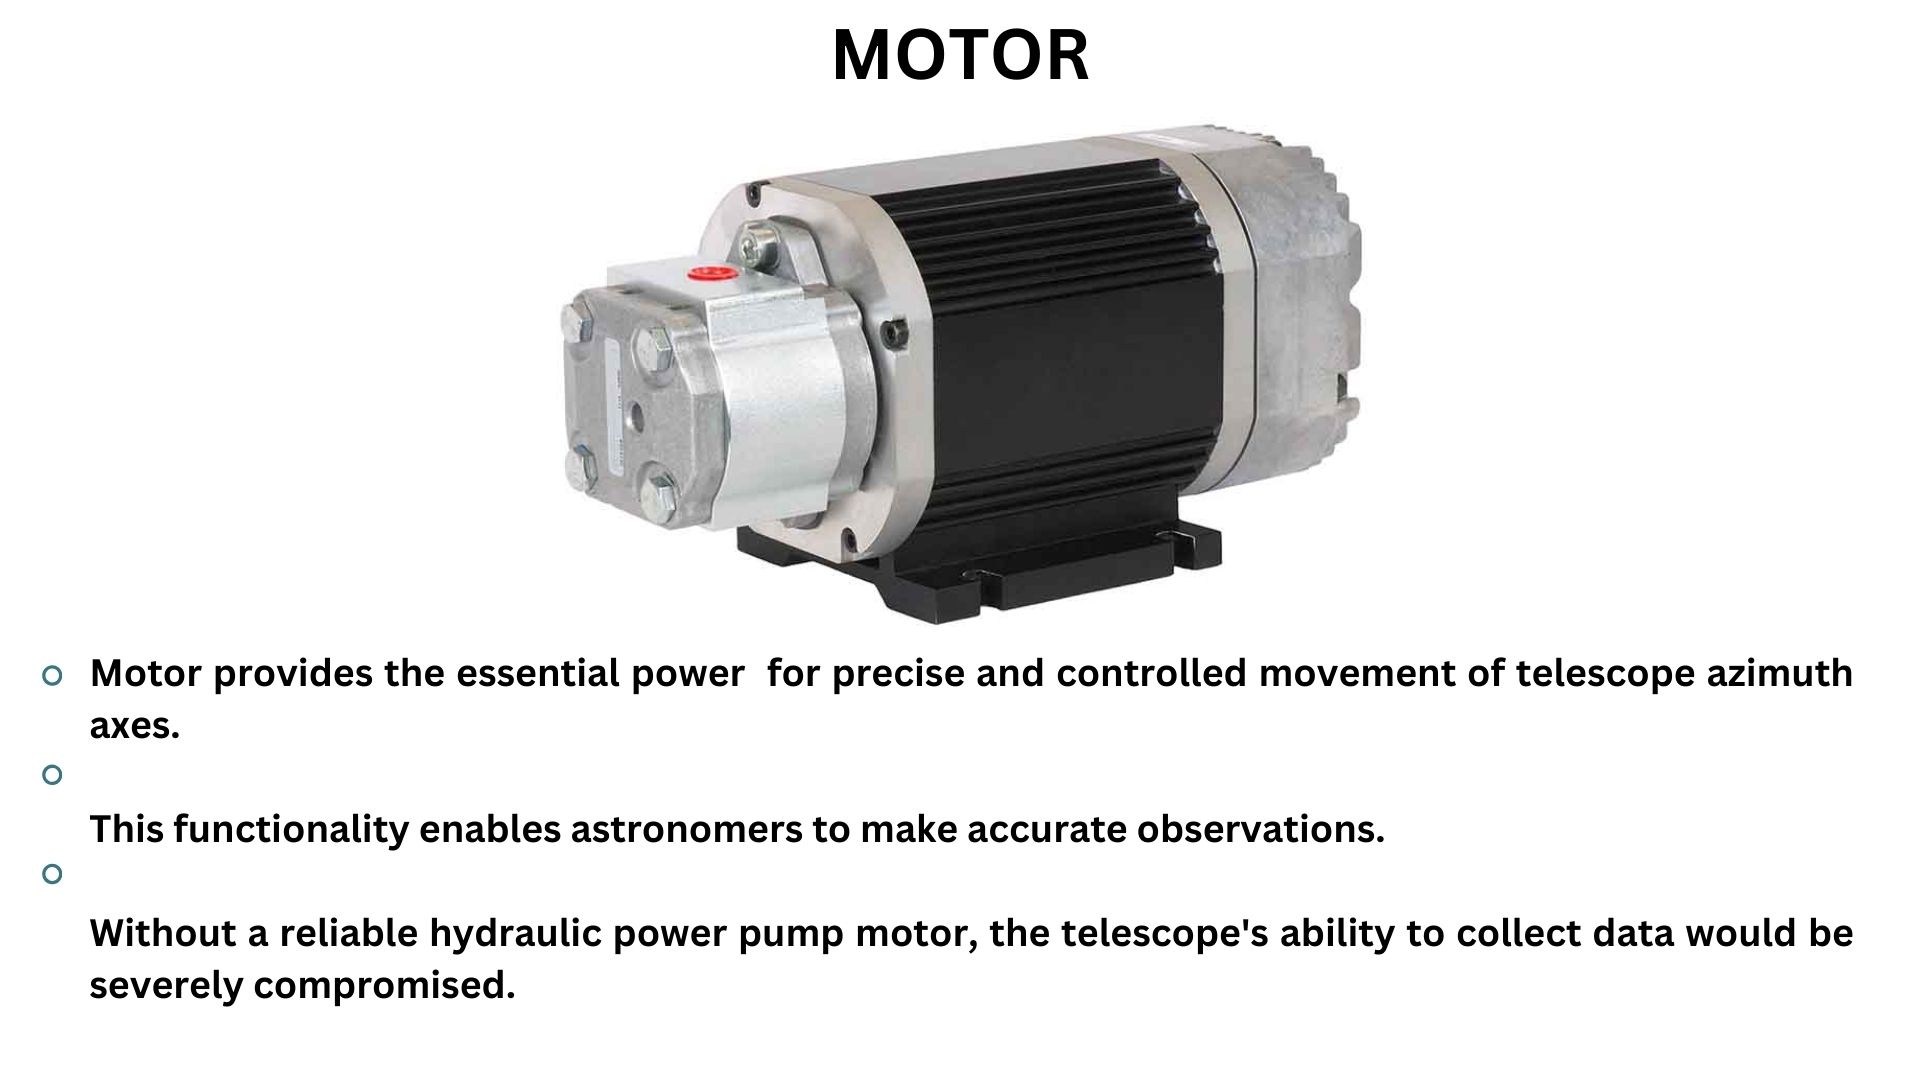 MOTOR
Motor provides the essential power  for precise and controlled movement of telescope azimuth
axes.
This functionality enables astronomers to make accurate observations.
Without a reliable hydraulic power pump motor, the telescope's ability to collect data would be
severely compromised.